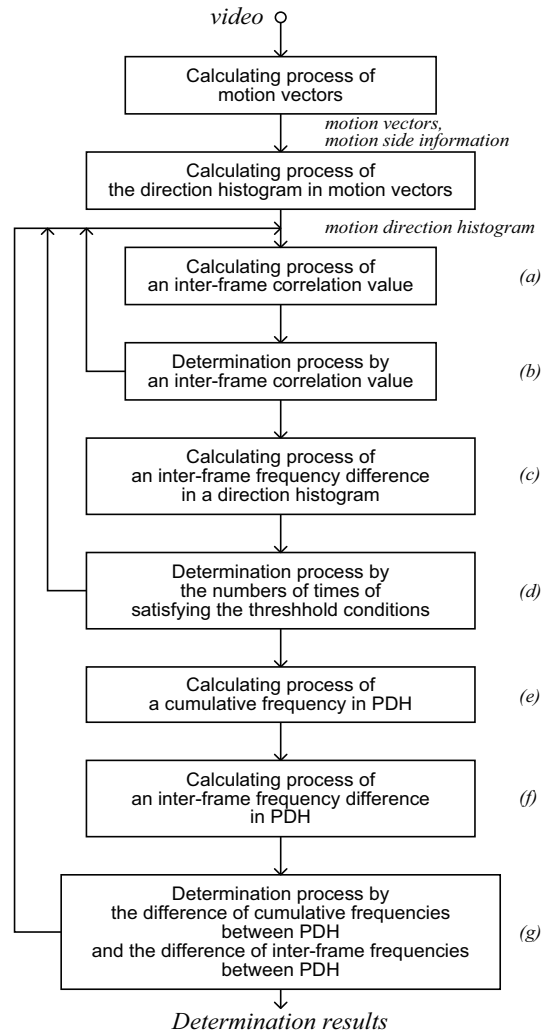 video
Calculating process of
motion vectors
motion vectors,
motion side information
Calculating process of
the direction histogram in motion vectors
motion direction histogram
Calculating process of
an inter-frame correlation value
(a)
Determination process by
an inter-frame correlation value
(b)
Calculating process of
an inter-frame frequency difference
in a direction histogram
(c)
Determination process by
the numbers of times of
satisfying the threshhold conditions
(d)
Calculating process of
a cumulative frequency in PDH
(e)
Calculating process of
an inter-frame frequency difference
in PDH
(f)
Determination process by
the difference of cumulative frequencies
between PDH
and the difference of inter-frame frequencies
between PDH
(g)
Determination results